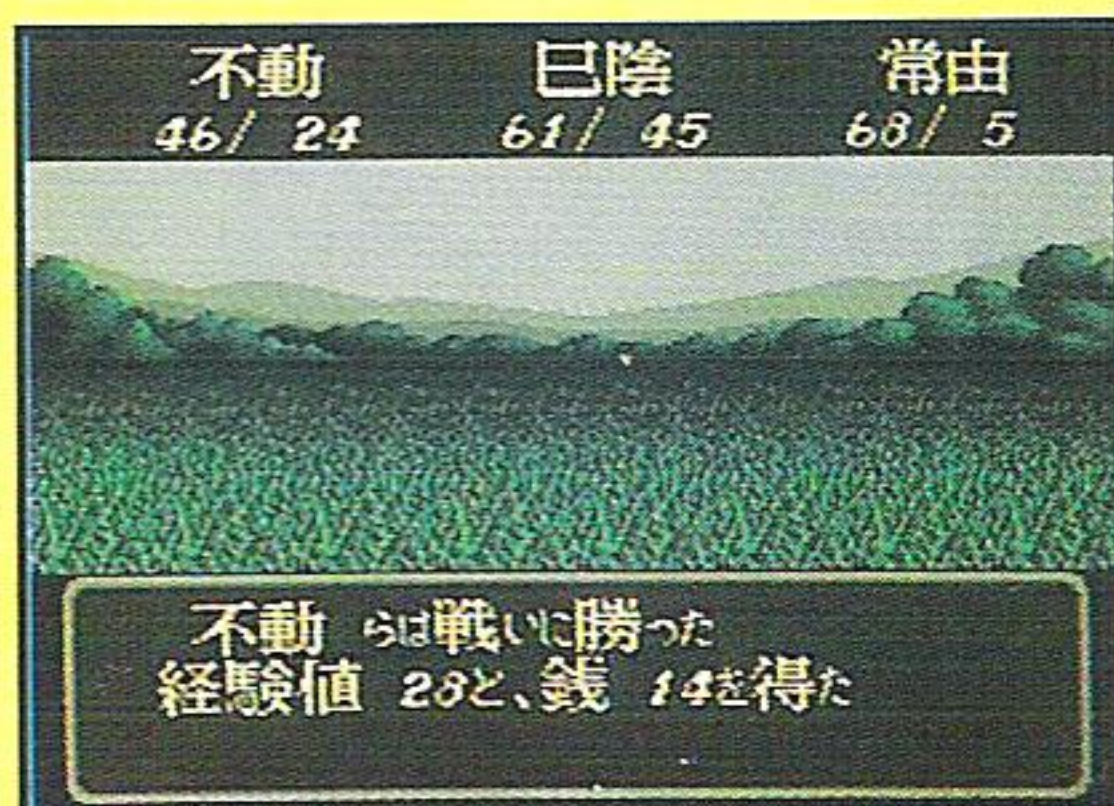 不動 巳陰 常由
46/ 24 61/ 45 68/ 5
不動 らは戦いに勝った
経験値 28と、銭 14を得た